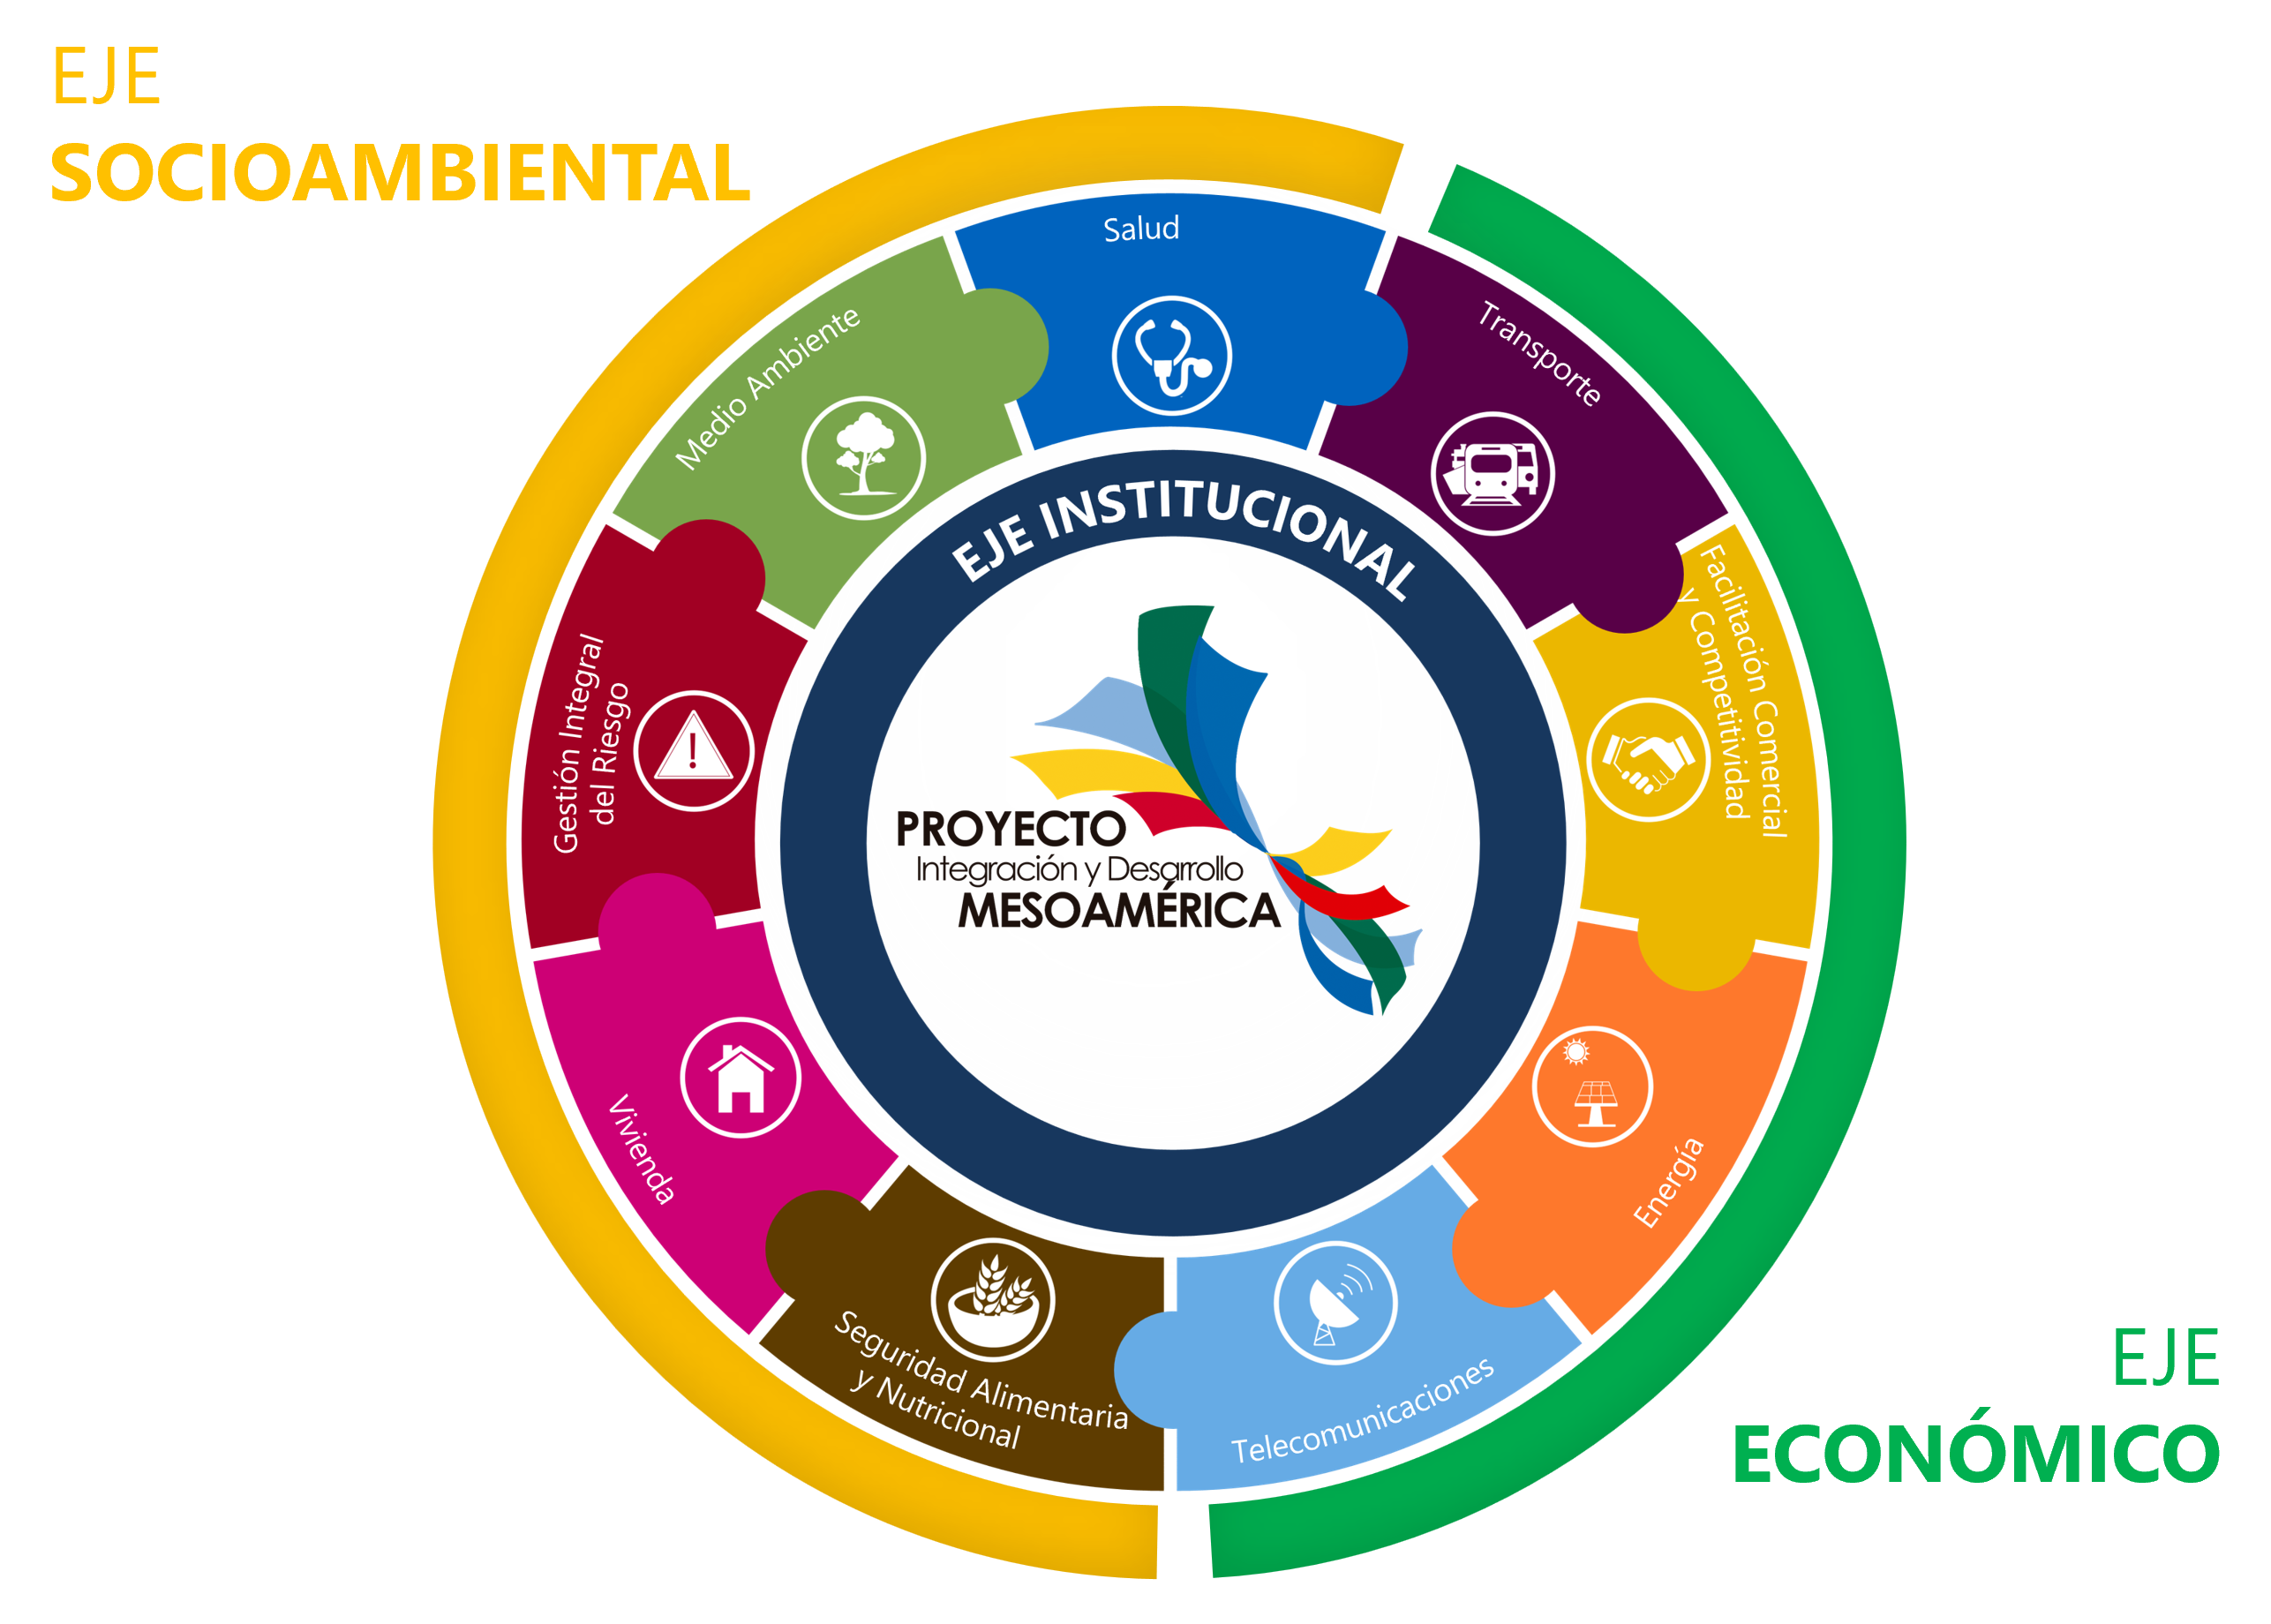 EJE
SOCIOAMBIENTAL
Salud
Transporte
Medio Ambiente
EJE INSTITUCIONAL
Facilitación Comercial
y Competitividad
Gestión Integral
del Riesgo
PROYECTO
Integración y Desarrollo
MESOAMÉRICA
Vivienda
Energía
Seguridad Alimentaria
y Nutricional
Telecomunicaciones
EJE
ECONÓMICO